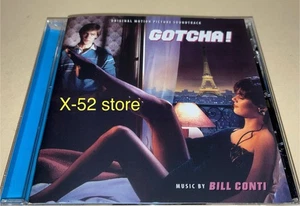 ORIGINAL MOTION PICTURE SOUNDTRACK
GOTCHA!
X-52 store
MUSIC BY BILL CONTI